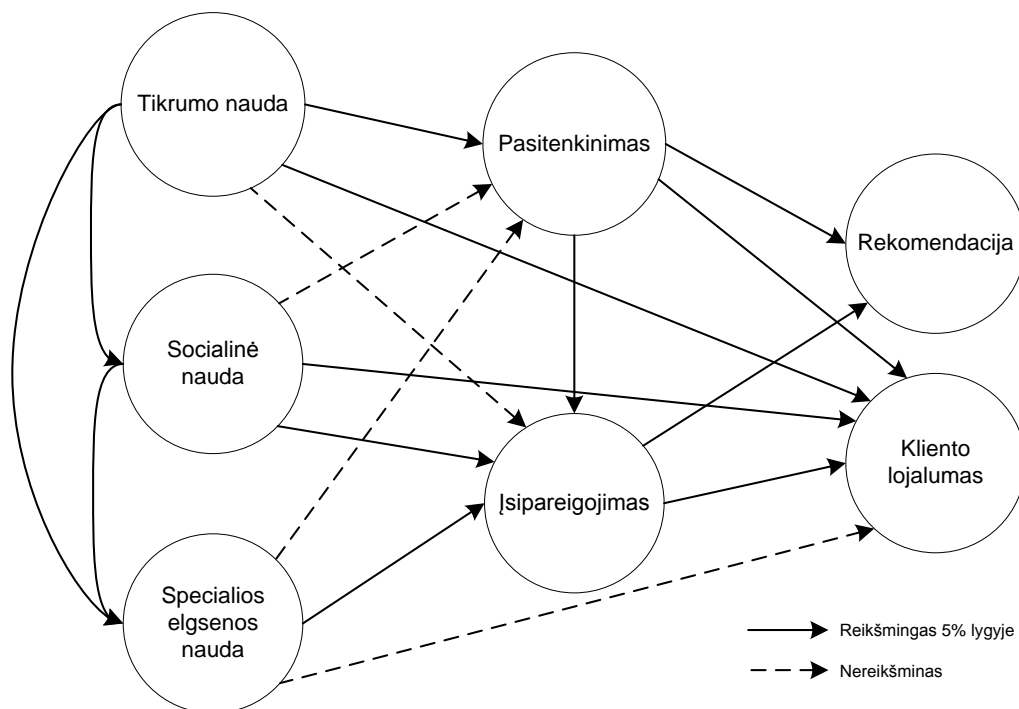 Tikrumo nauda
Pasitenkinimas
Rekomendacija
Socialinė
nauda
Kliento
lojalumas
Įsipareigojimas
Specialios
elgsenos
nauda
Reikšmingas 5% lygyje
Nereikšminas